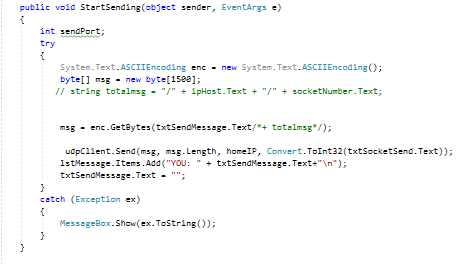 public void StartSending(object sender, EventArgs e)
{
int sendPort;
try
{
System.Text.ASCIIEncoding enc = new System.Text.ASCIIEncoding();
byte[] msg = new byte[1500];
// string totalmsg = "/" + ipHost.Text + "/" + socketNumber.Text;
msg = enc.GetBytes(txtSendMessage.Text/*+ totalmsg*/);
udpClient.Send(msg, msg.Length, homeIP, Convert.ToInt32(txtSocketSend.Text));
lstMessage.Items.Add("YOU: " + txtSendMessage.Text+"\n");
txtSendMessage.Text = "";
}
catch (Exception ex)
{
MessageBox.Show(ex.ToString());
}
}